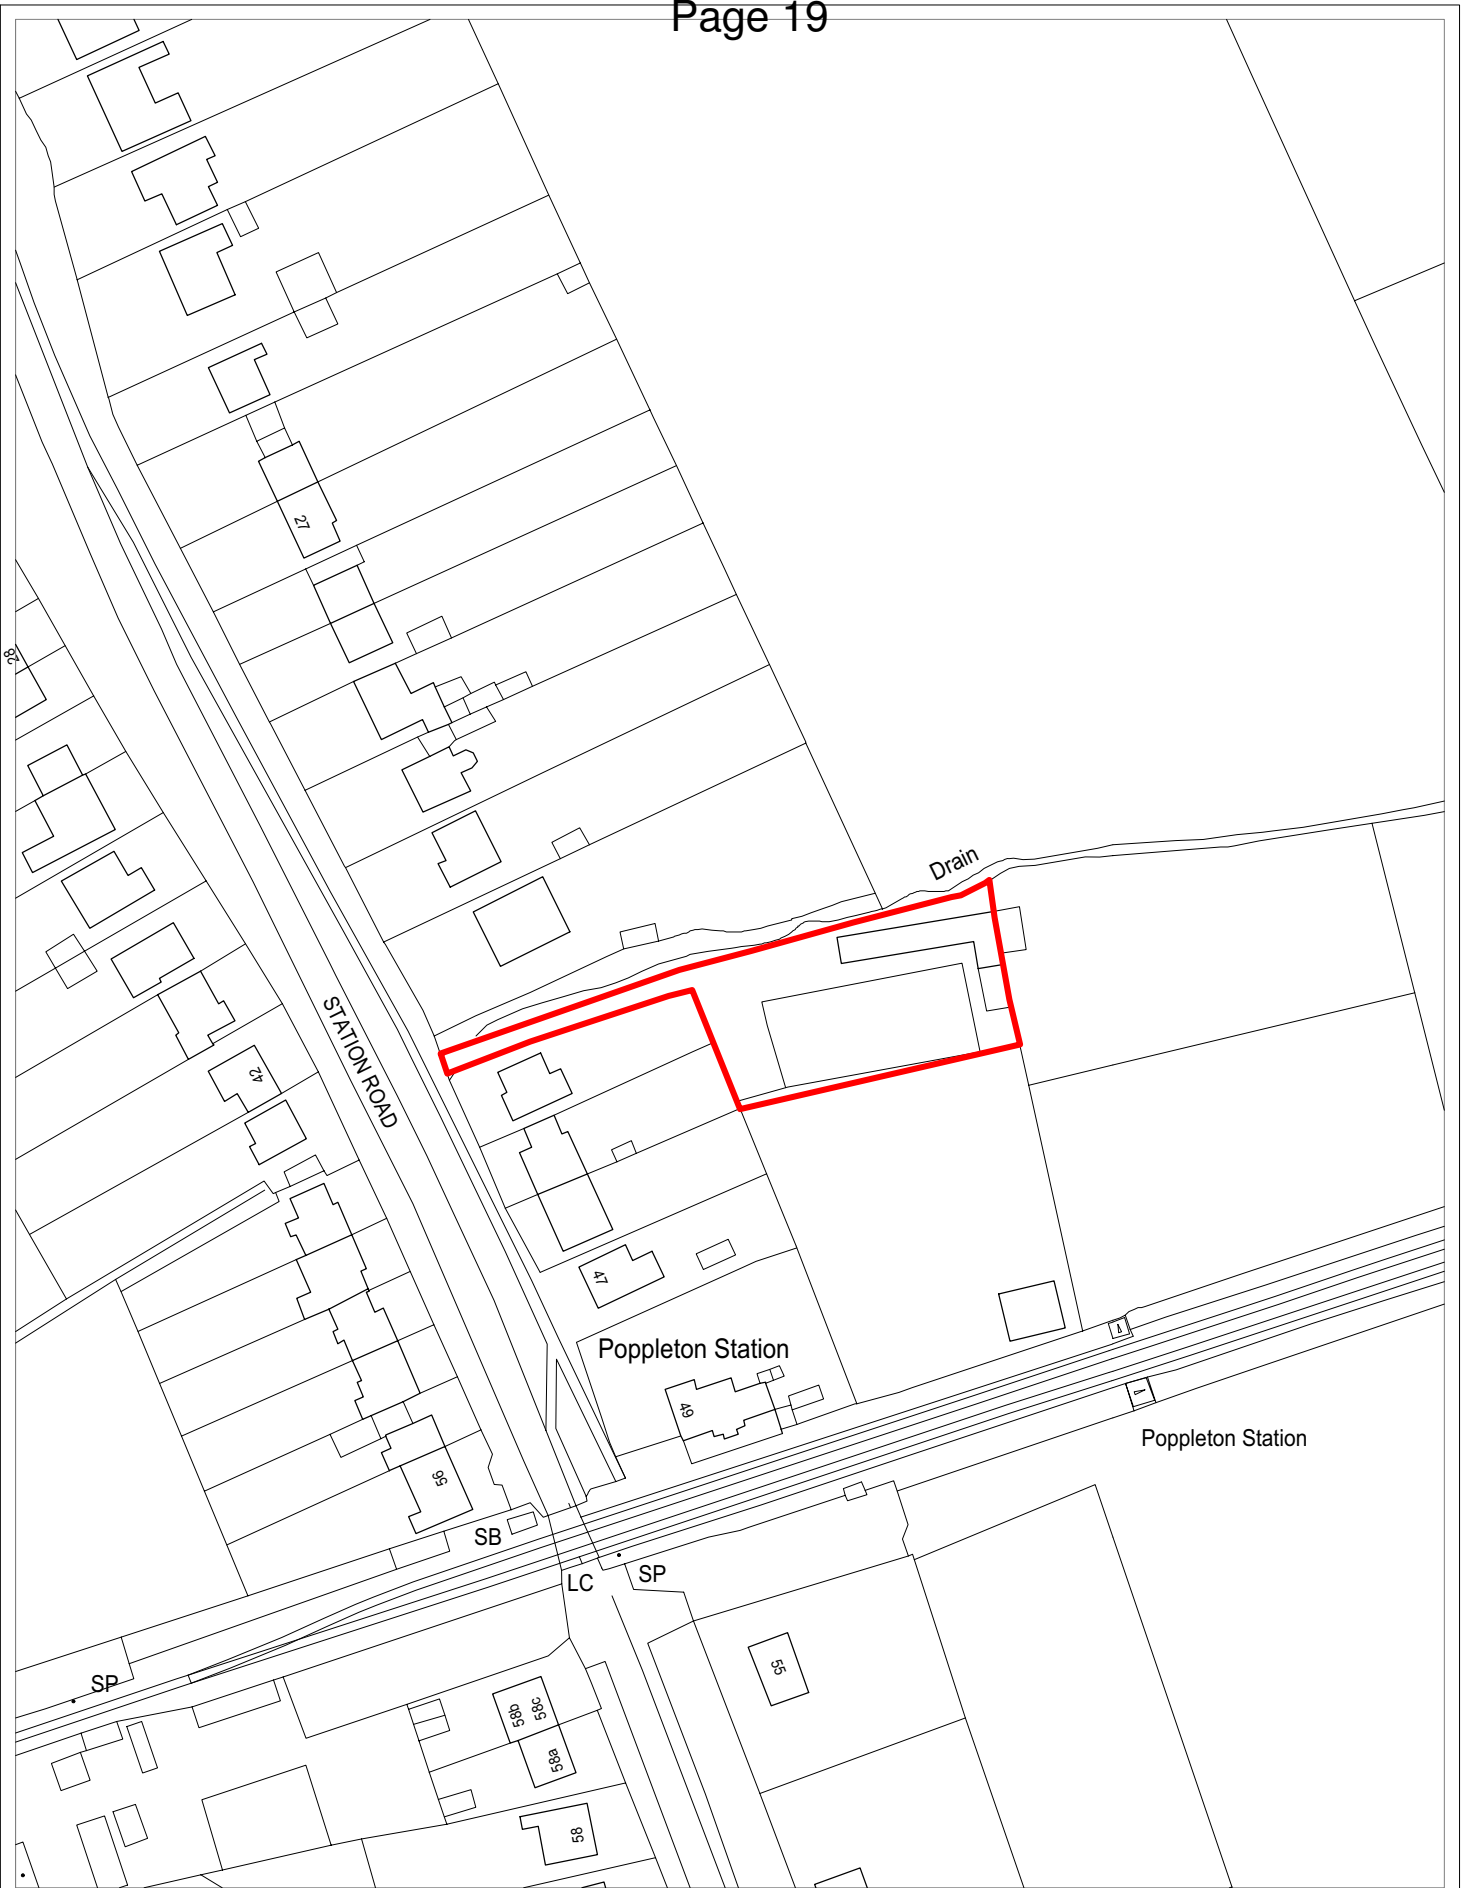 Page 19
27
28
Drain
STATION ROAD
42
47
Poppleton Station
49
Poppleton Station
56
SB
LC
SP
SP
55
58b
58c
58a
58